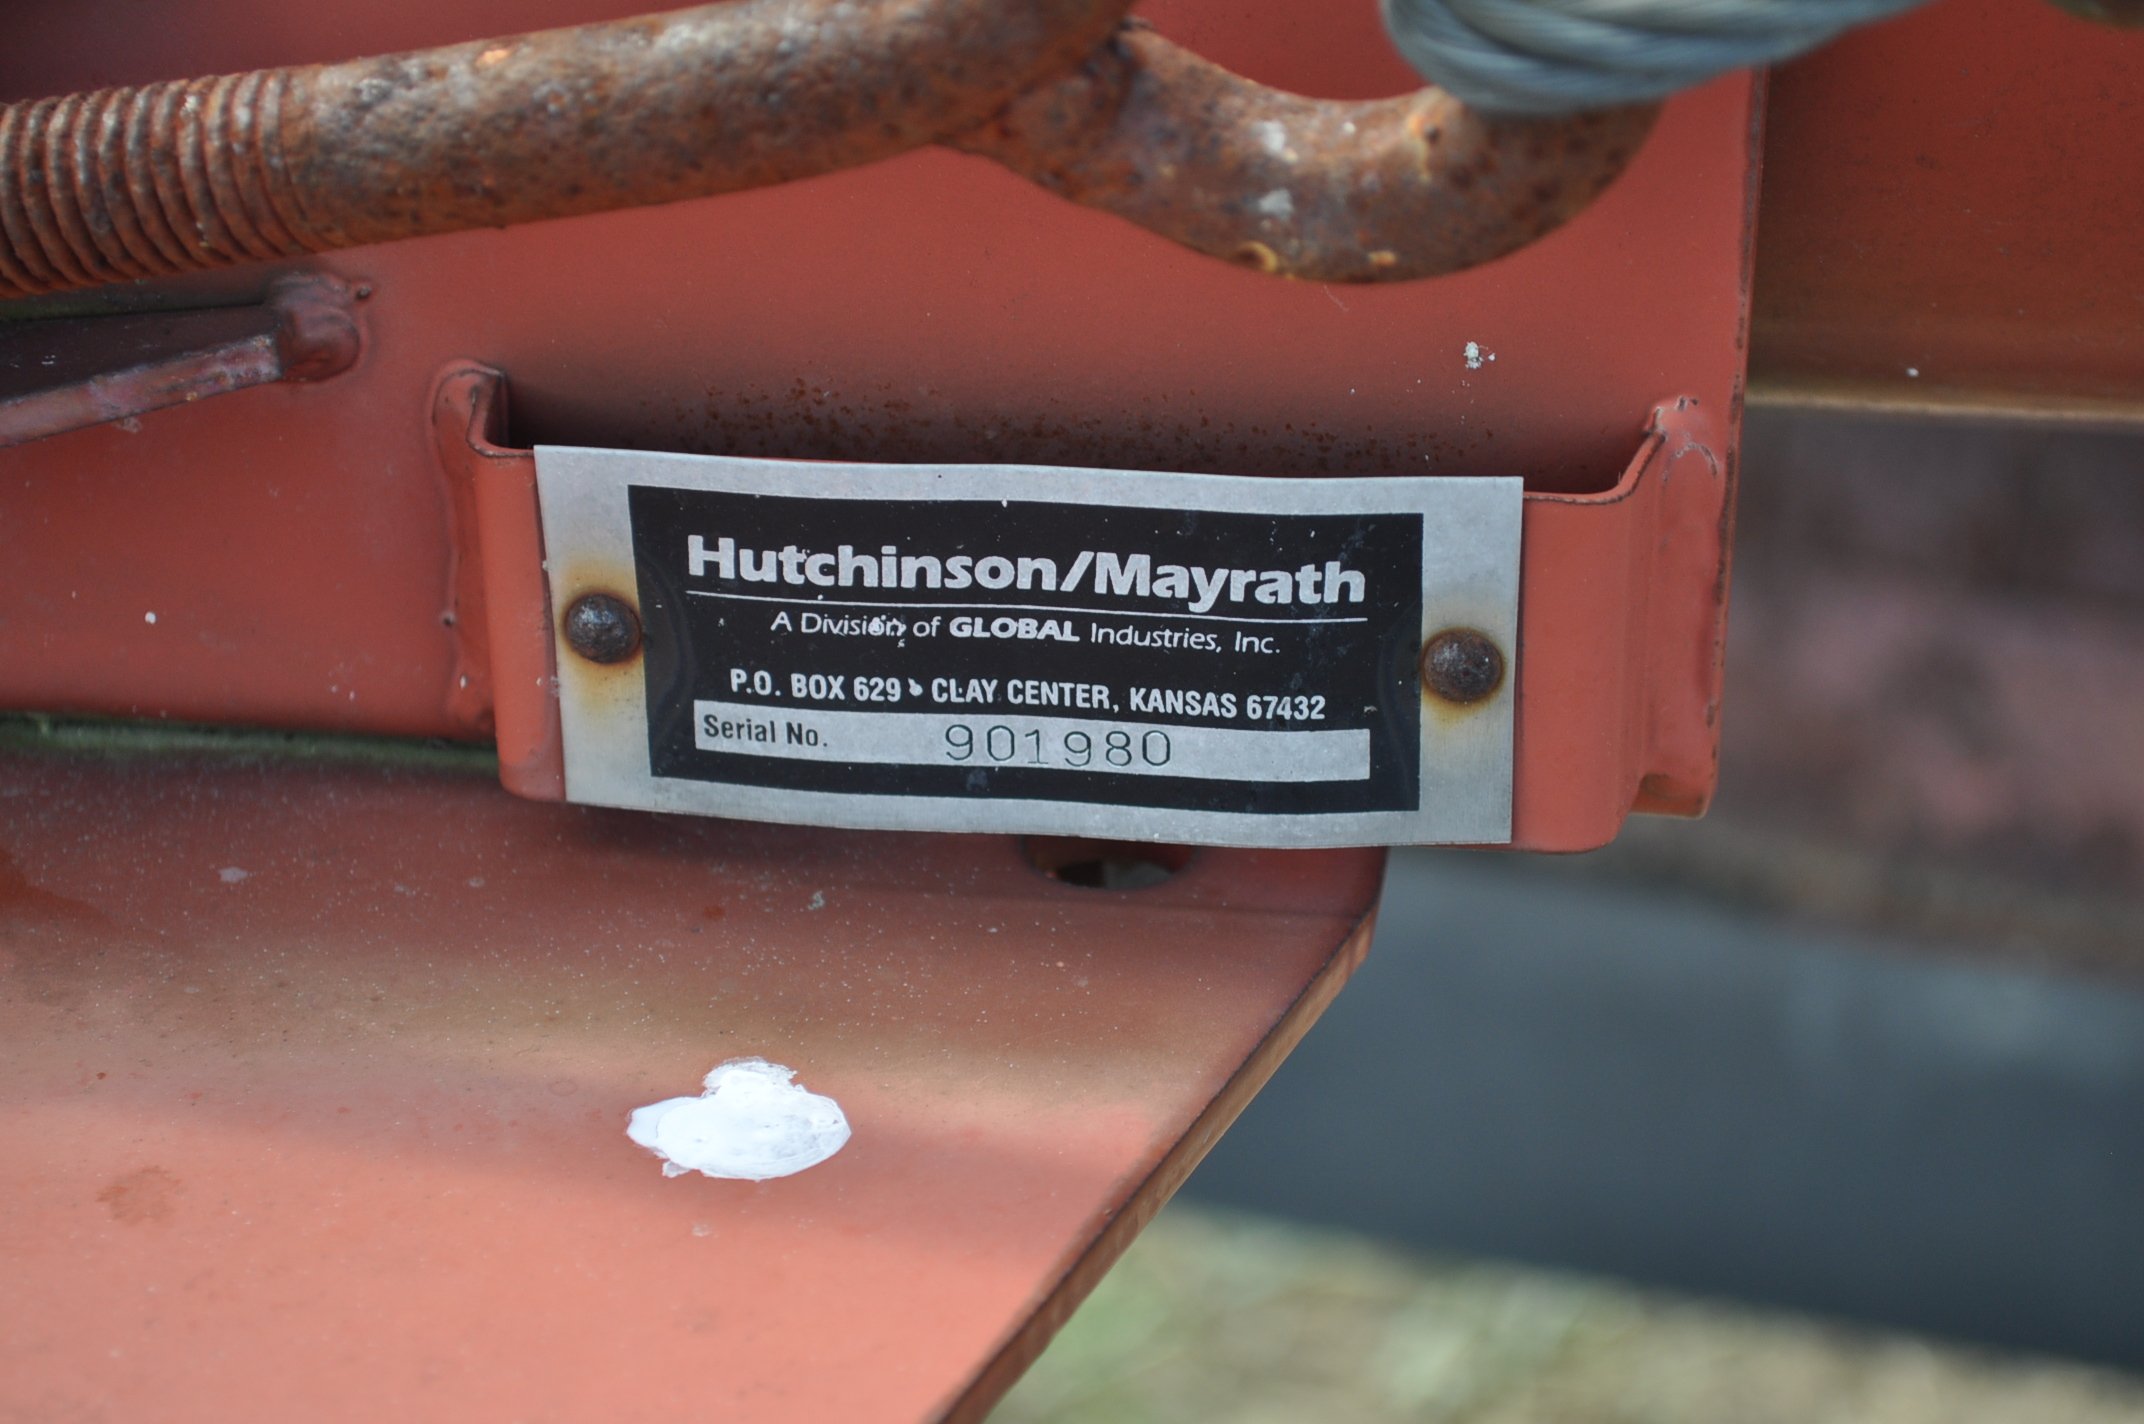 Hutchinson/Mayrath
A Division of GLOBAL Industries, Inc.
P.O. BOX 629 • CLAY CENTER, KANSAS 67432
Serial No. 901980